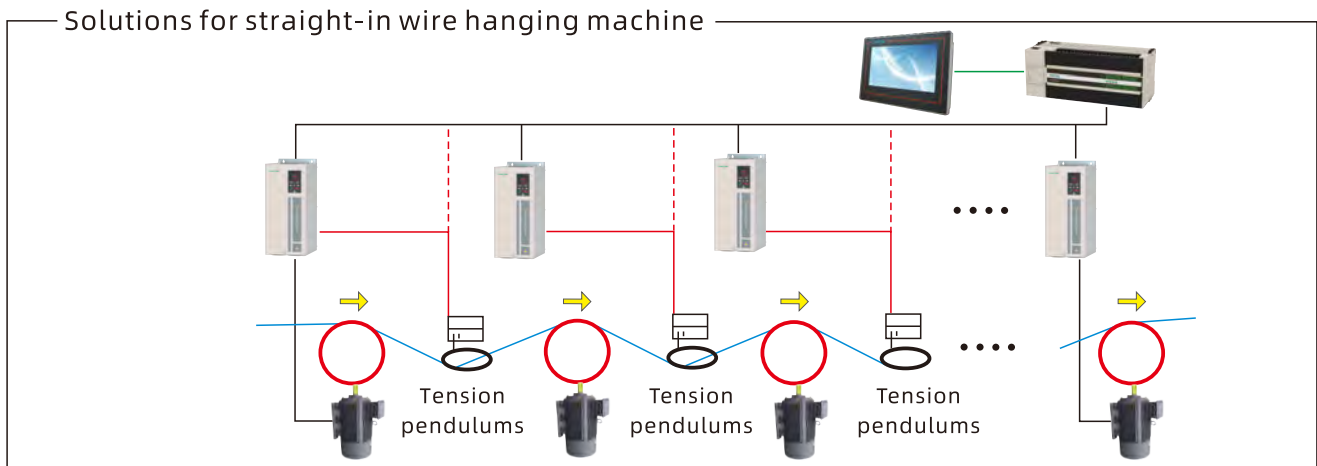 Solutions for straight-in wire hanging machine
Tension
pendulums
Tension
pendulums
Tension
pendulums